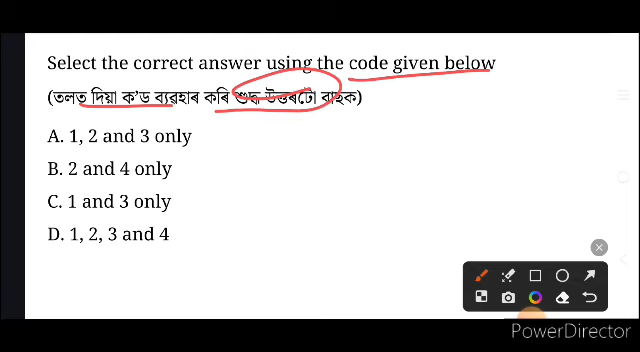 Select the correct answer using the code given below
(তলত দিয়া ক'ড ব্যৱহাৰ কৰি শুদ্ধ উত্তৰটো বাছক)
A. 1, 2 and 3 only
B. 2 and 4 only
C. 1 and 3 only
D. 1, 2, 3 and 4
PowerDirector